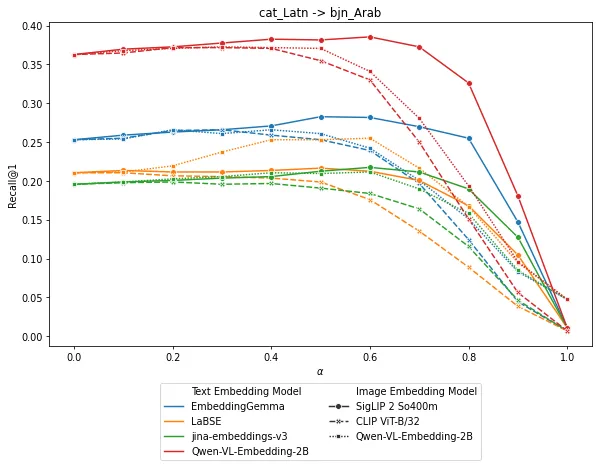 cat_Latn -> bjn_Arab
Recall@1
0.40
0.35
0.30
0.25
0.20
0.15
0.10
0.05
0.00
0.0 0.2 0.4 0.6 0.8 1.0
α
Text Embedding Model
EmbeddingGemma
LaBSE
jina-embeddings-v3
Qwen-VL-Embedding-2B
Image Embedding Model
SigLIP 2 So400m
CLIP ViT-B/32
Qwen-VL-Embedding-2B